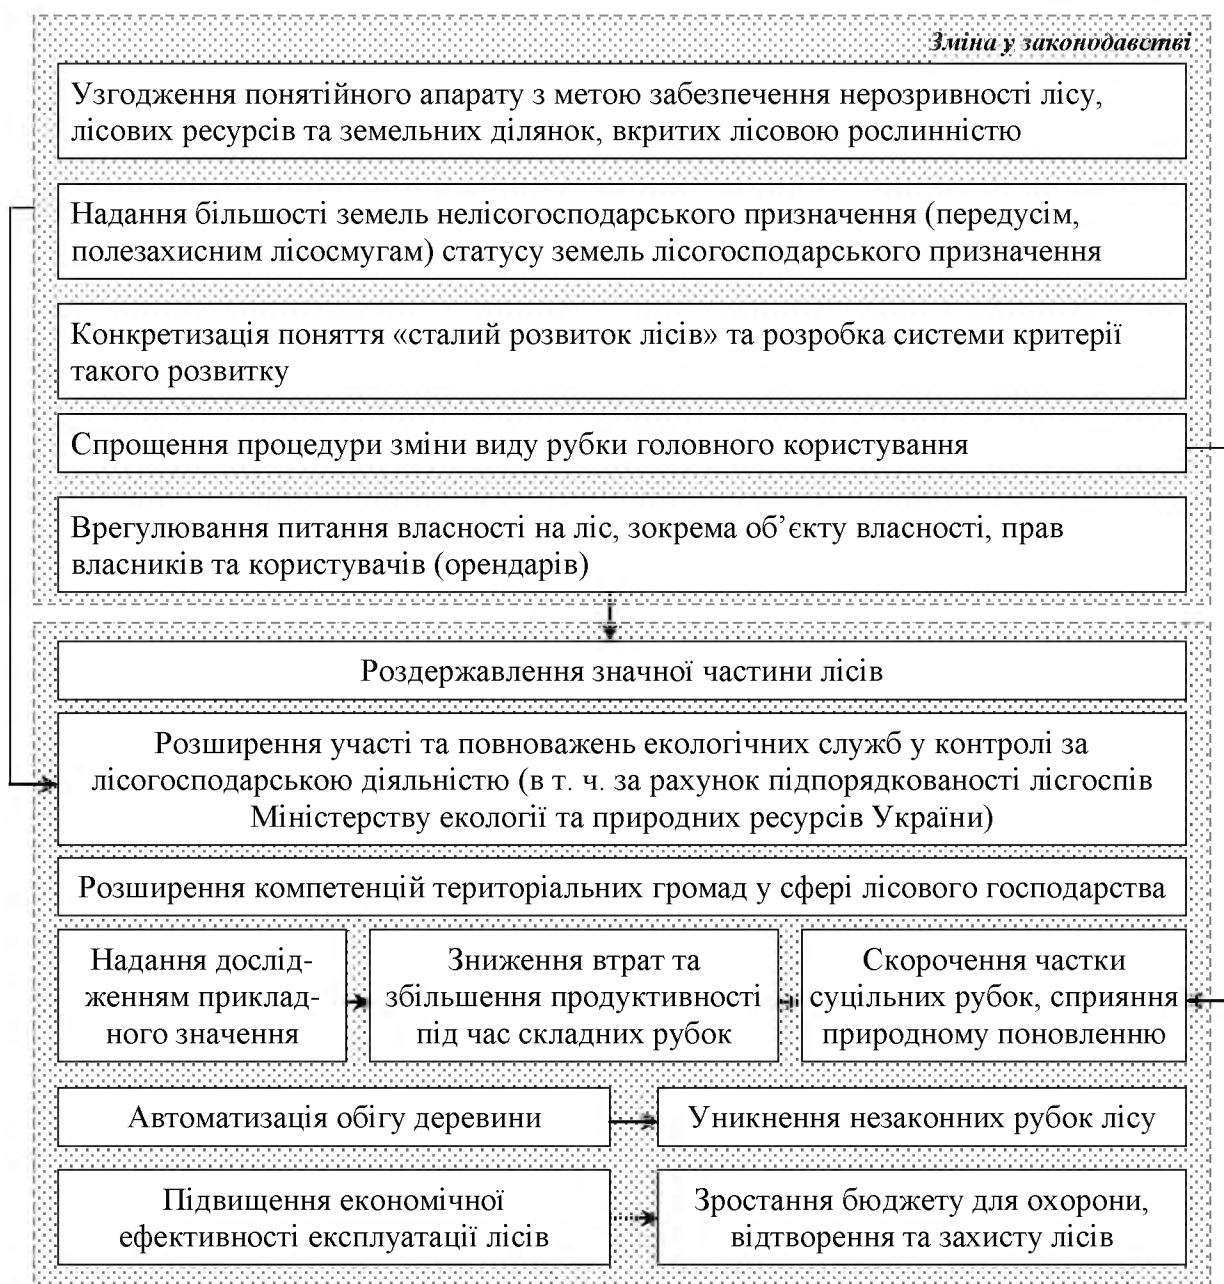 Зміна у законодавстві
Узгодження понятійного апарату з метою забезпечення нерозривності лісу,
лісових ресурсів та земельних ділянок, вкритих лісовою рослинністю
Надання більшості земель нелісогосподарського призначення (передусім,
полезахисним лісосмугам) статусу земель лісогосподарського призначення
Конкретизація поняття «сталий розвиток лісів» та розробка системи критерії
такого розвитку
Спрощення процедури зміни виду рубки головного користування
Врегулювання питання власності на ліс, зокрема об’єкту власності, прав
власників та користувачів (орендарів)
Роздержавлення значної частини лісів
Розширення участі та повноважень екологічних служб у контролі за
лісогосподарською діяльністю (в т. ч. за рахунок підпорядкованості лісгоспів
Міністерству екології та природних ресурсів України)
Розширення компетенцій територіальних громад у сфері лісового господарства
Надання дослід-
женням приклад-
ного значення
Зниження втрат та
збільшення продуктивності
під час складних рубок
Скорочення частки
суцільних рубок, сприяння
природному поновленню
Автоматизація обігу деревини
Уникнення незаконних рубок лісу
Підвищення економічної
ефективності експлуатації лісів
Зростання бюджету для охорони,
відтворення та захисту лісів